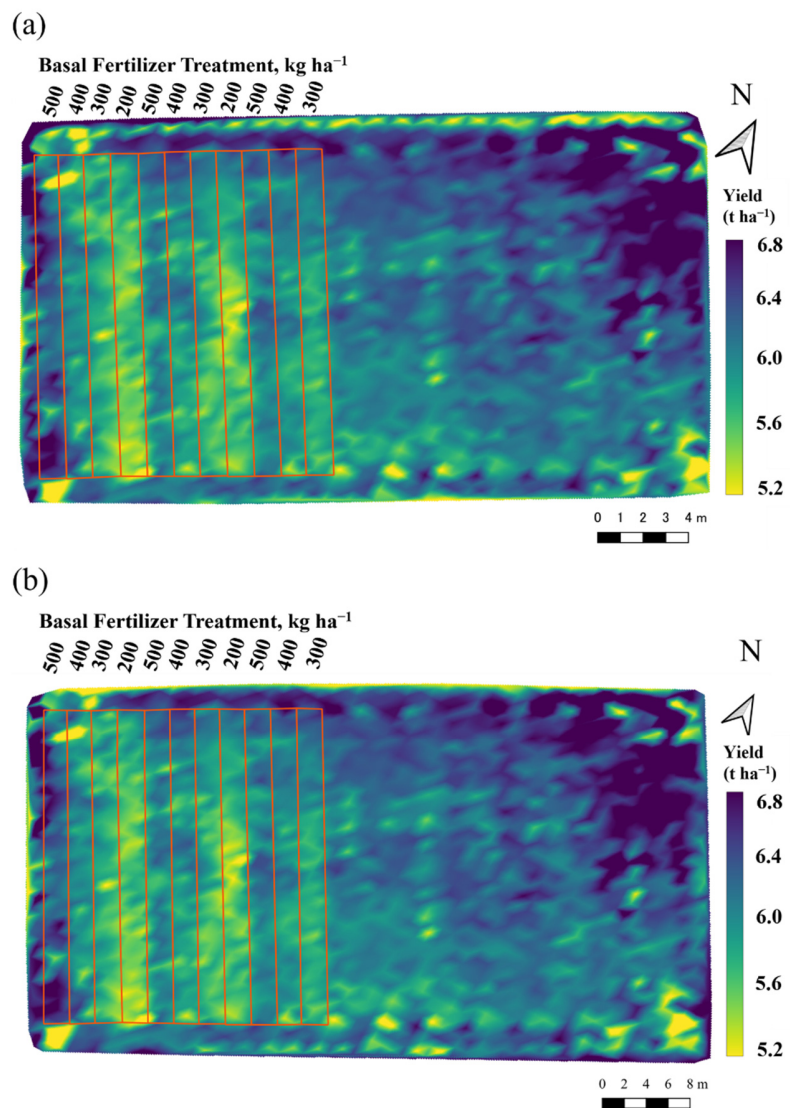 (a)
Basal Fertilizer Treatment, kg ha⁻¹
500 400 300 200 500 400 300 200 500 400 300
N
Yield
(t ha⁻¹)
6.8
6.4
6.0
5.6
5.2
0 1 2 3 4 m
(b)
Basal Fertilizer Treatment, kg ha⁻¹
500 400 300 200 500 400 300 200 500 400 300
N
Yield
(t ha⁻¹)
6.8
6.4
6.0
5.6
5.2
0 2 4 6 8 m